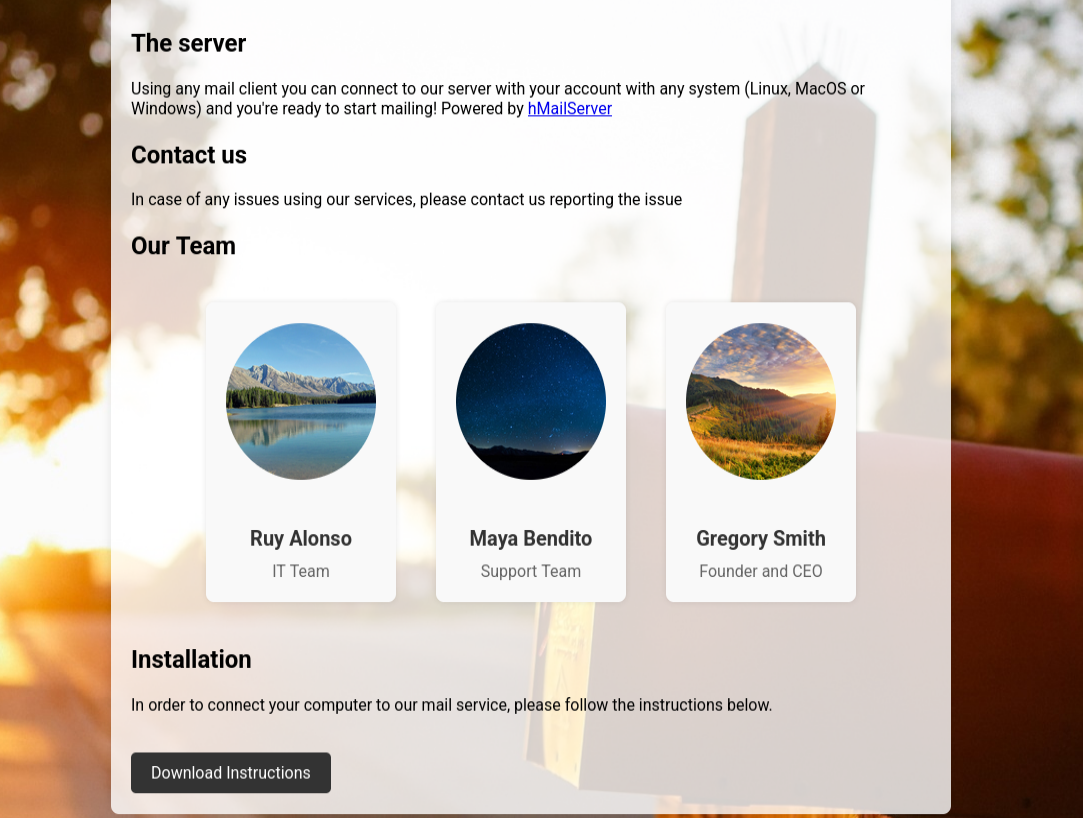 The server
Using any mail client you can connect to our server with your account with any system (Linux, MacOS or
Windows) and you're ready to start mailing! Powered by hMailServer
Contact us
In case of any issues using our services, please contact us reporting the issue
Our Team
Ruy Alonso
IT Team
Maya Bendito
Support Team
Gregory Smith
Founder and CEO
Installation
In order to connect your computer to our mail service, please follow the instructions below.
Download Instructions